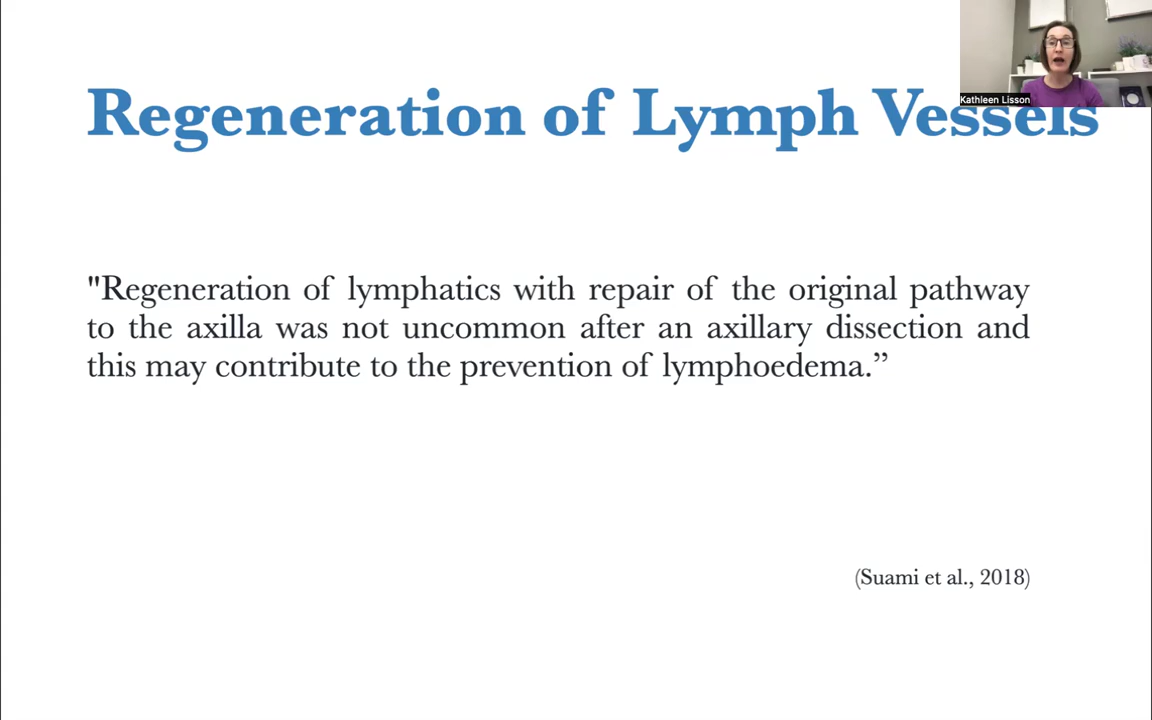 Regeneration of Lymph Vessels
Kathleen Lisson
"Regeneration of lymphatics with repair of the original pathway
to the axilla was not uncommon after an axillary dissection and
this may contribute to the prevention of lymphoedema.”
(Suami et al., 2018)